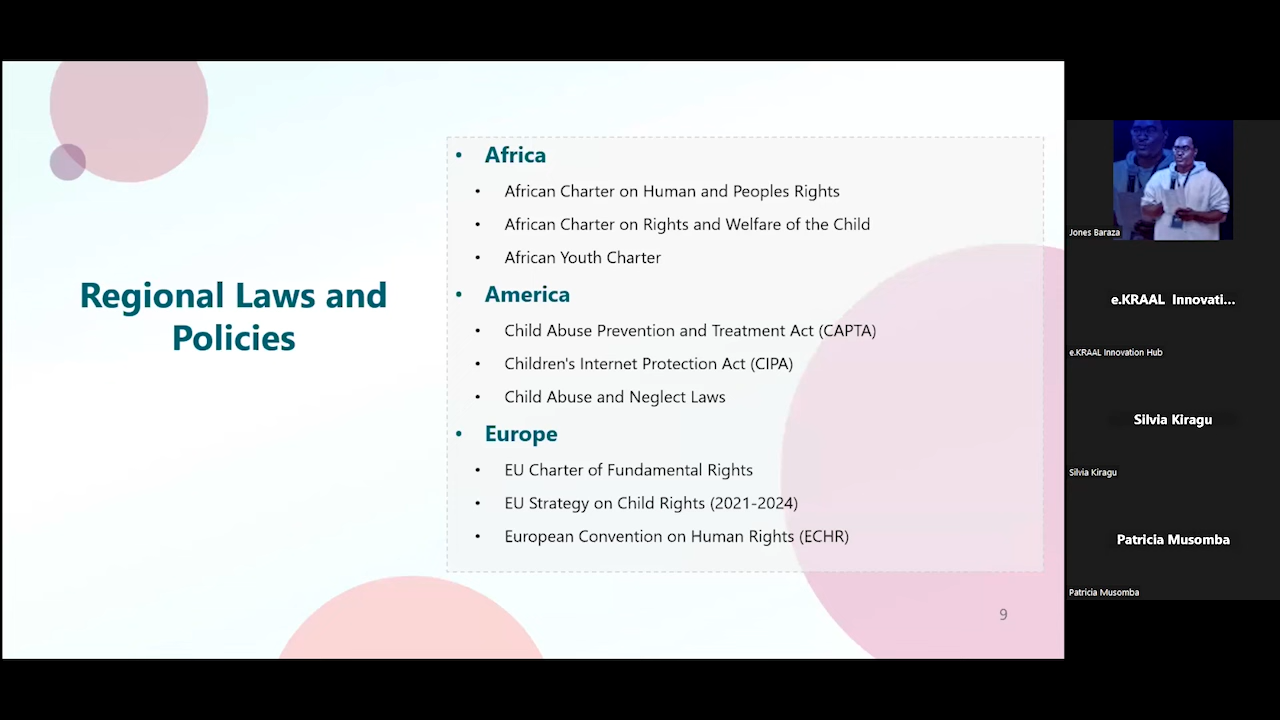 Regional Laws and
Policies
• Africa
• African Charter on Human and Peoples Rights
• African Charter on Rights and Welfare of the Child
• African Youth Charter
• America
• Child Abuse Prevention and Treatment Act (CAPTA)
• Children's Internet Protection Act (CIPA)
• Child Abuse and Neglect Laws
• Europe
• EU Charter of Fundamental Rights
• EU Strategy on Child Rights (2021-2024)
• European Convention on Human Rights (ECHR)
9
Jones Baraza
e.KRAAL Innovati...
e.KRAAL Innovation Hub
Silvia Kiragu
Silvia Kiragu
Patricia Musomba
Patricia Musomba